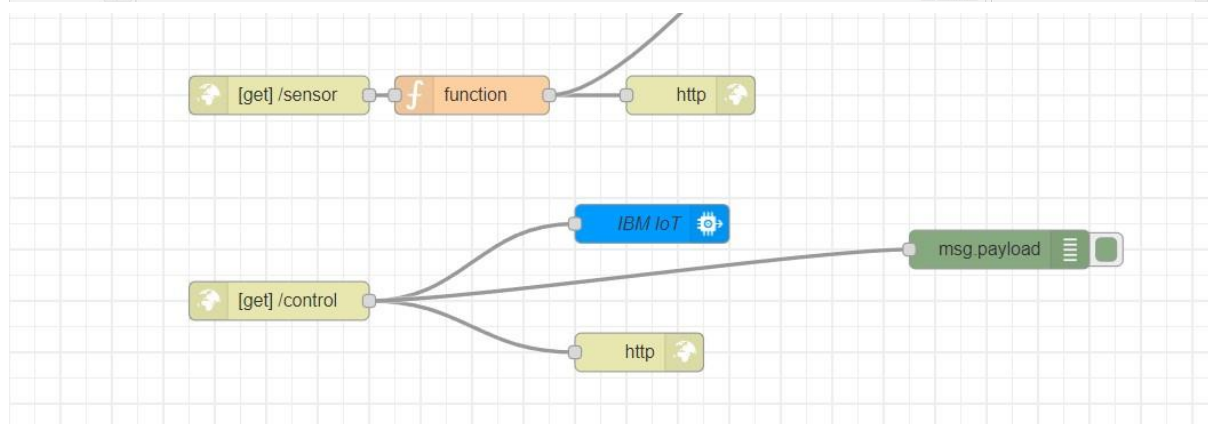 [get] /sensor
function
http
IBM IoT
msg.payload
[get] /control
http